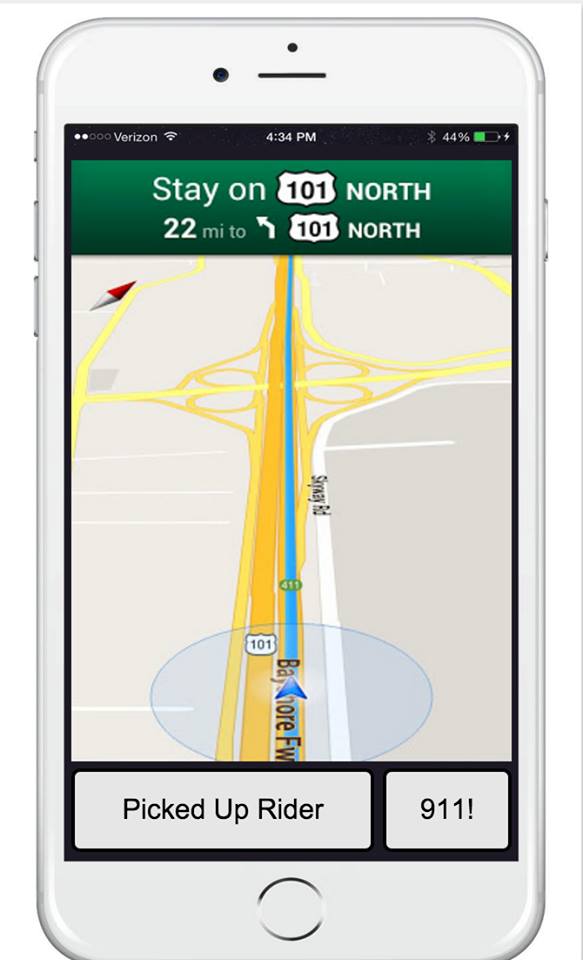 Verizon 4:34 PM 44%
Stay on 101 NORTH
22 mi to 101 NORTH
Skyway Rd
411
101
Bayshore Fw
Picked Up Rider 911!